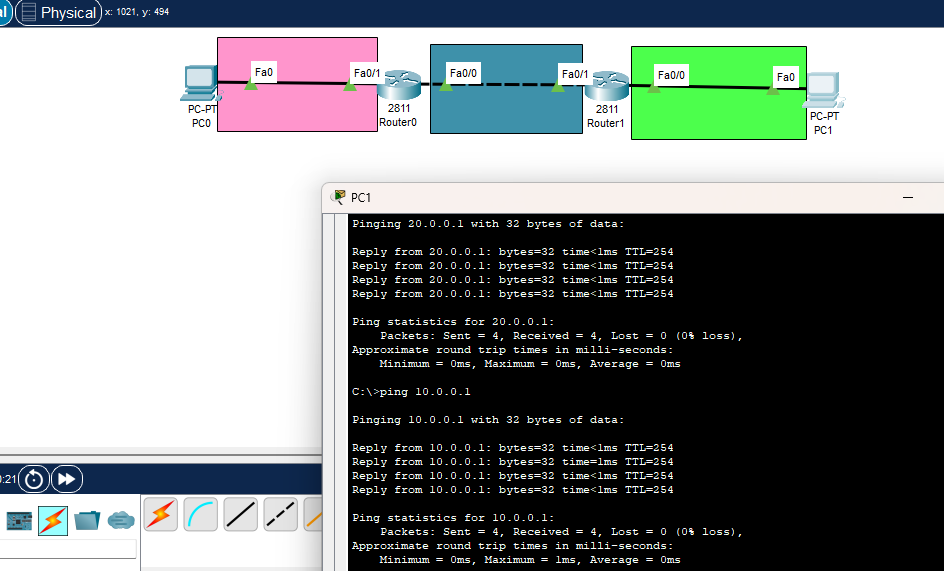 al Physical x: 1021, y: 494
Fa0 Fa0/1 Fa0/0 Fa0/1 Fa0/0 Fa0
PC-PT
PC0
2811
Router0
2811
Router1
PC-PT
PC1
PC1
Pinging 20.0.0.1 with 32 bytes of data:
Reply from 20.0.0.1: bytes=32 time<1ms TTL=254
Reply from 20.0.0.1: bytes=32 time<1ms TTL=254
Reply from 20.0.0.1: bytes=32 time<1ms TTL=254
Reply from 20.0.0.1: bytes=32 time<1ms TTL=254
Ping statistics for 20.0.0.1:
Packets: Sent = 4, Received = 4, Lost = 0 (0% loss),
Approximate round trip times in milli-seconds:
Minimum = 0ms, Maximum = 0ms, Average = 0ms
C:\>ping 10.0.0.1
Pinging 10.0.0.1 with 32 bytes of data:
Reply from 10.0.0.1: bytes=32 time<1ms TTL=254
Reply from 10.0.0.1: bytes=32 time=1ms TTL=254
Reply from 10.0.0.1: bytes=32 time<1ms TTL=254
Reply from 10.0.0.1: bytes=32 time<1ms TTL=254
Ping statistics for 10.0.0.1:
Packets: Sent = 4, Received = 4, Lost = 0 (0% loss),
Approximate round trip times in milli-seconds:
Minimum = 0ms, Maximum = 1ms, Average = 0ms
:21